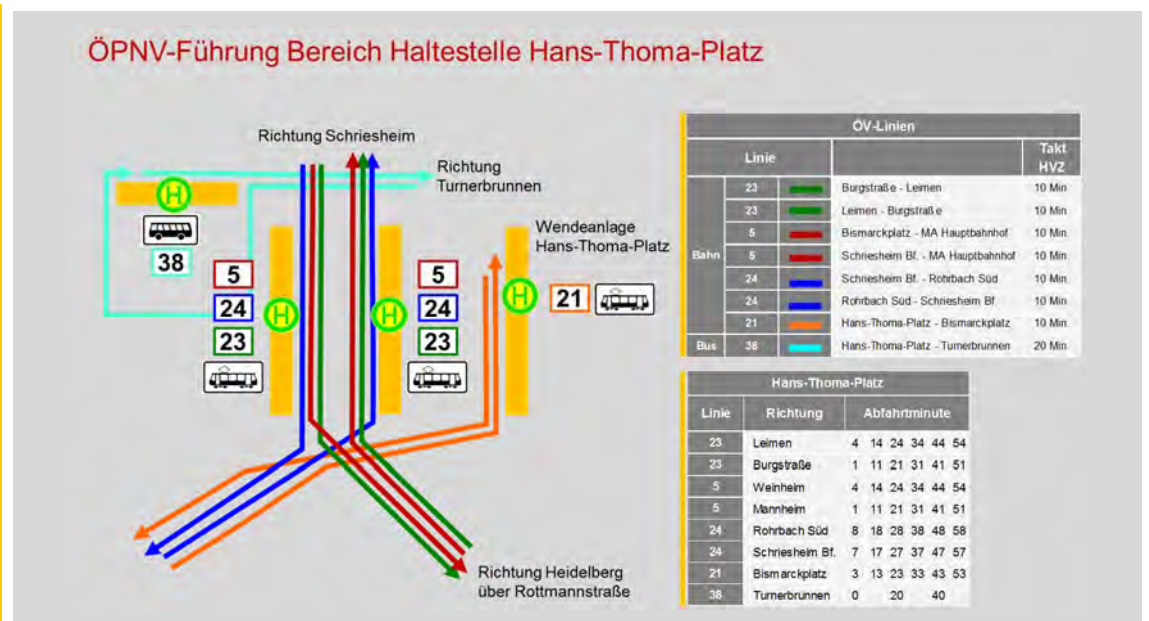 ÖPNV-Führung Bereich Haltestelle Hans-Thoma-Platz
Richtung Schriesheim
Richtung
Turnerbrunnen
H
38
Wendeanlage
Hans-Thoma-Platz
5
24
23
H
H
5
24
23
H
21
Richtung Heidelberg
über Rottmannstraße
ÖV-Linien
Linie Takt
HVZ
Bahn
23 Burgstraße - Leimen 10 Min
23 Leimen - Burgstraße 10 Min
5 Bismarckplatz - MA Hauptbahnhof 10 Min
5 Schriesheim Bf. - MA Hauptbahnhof 10 Min
24 Schriesheim Bf. - Rohrbach Süd 10 Min
24 Rohrbach Süd - Schriesheim Bf. 10 Min
21 Hans-Thoma-Platz - Bismarckplatz 10 Min
Bus 38 Hans-Thoma-Platz - Turnerbrunnen 20 Min
Hans-Thoma-Platz
Linie Richtung Abfahrtminute
23 Leimen 4 14 24 34 44 54
23 Burgstraße 1 11 21 31 41 51
5 Weinheim 4 14 24 34 44 54
5 Mannheim 1 11 21 31 41 51
24 Rohrbach Süd 8 18 28 38 48 58
24 Schriesheim Bf. 7 17 27 37 47 57
21 Bismarckplatz 3 13 23 33 43 53
38 Turnerbrunnen 0 20 40